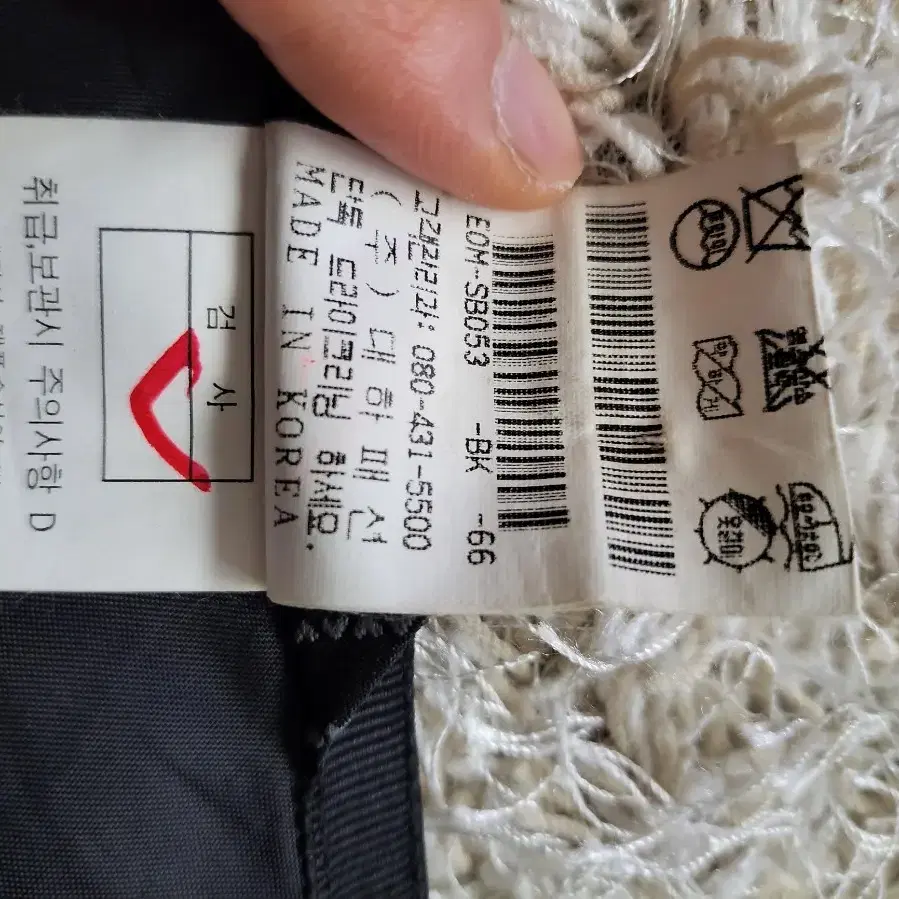 EOM-SB053 -BK -66
고객관리과: 080-431-5500
(주) 대하패션
단독 드라이크리닝 하세요.
MADE IN KOREA
검 사
취급,보관시 주의사항 D